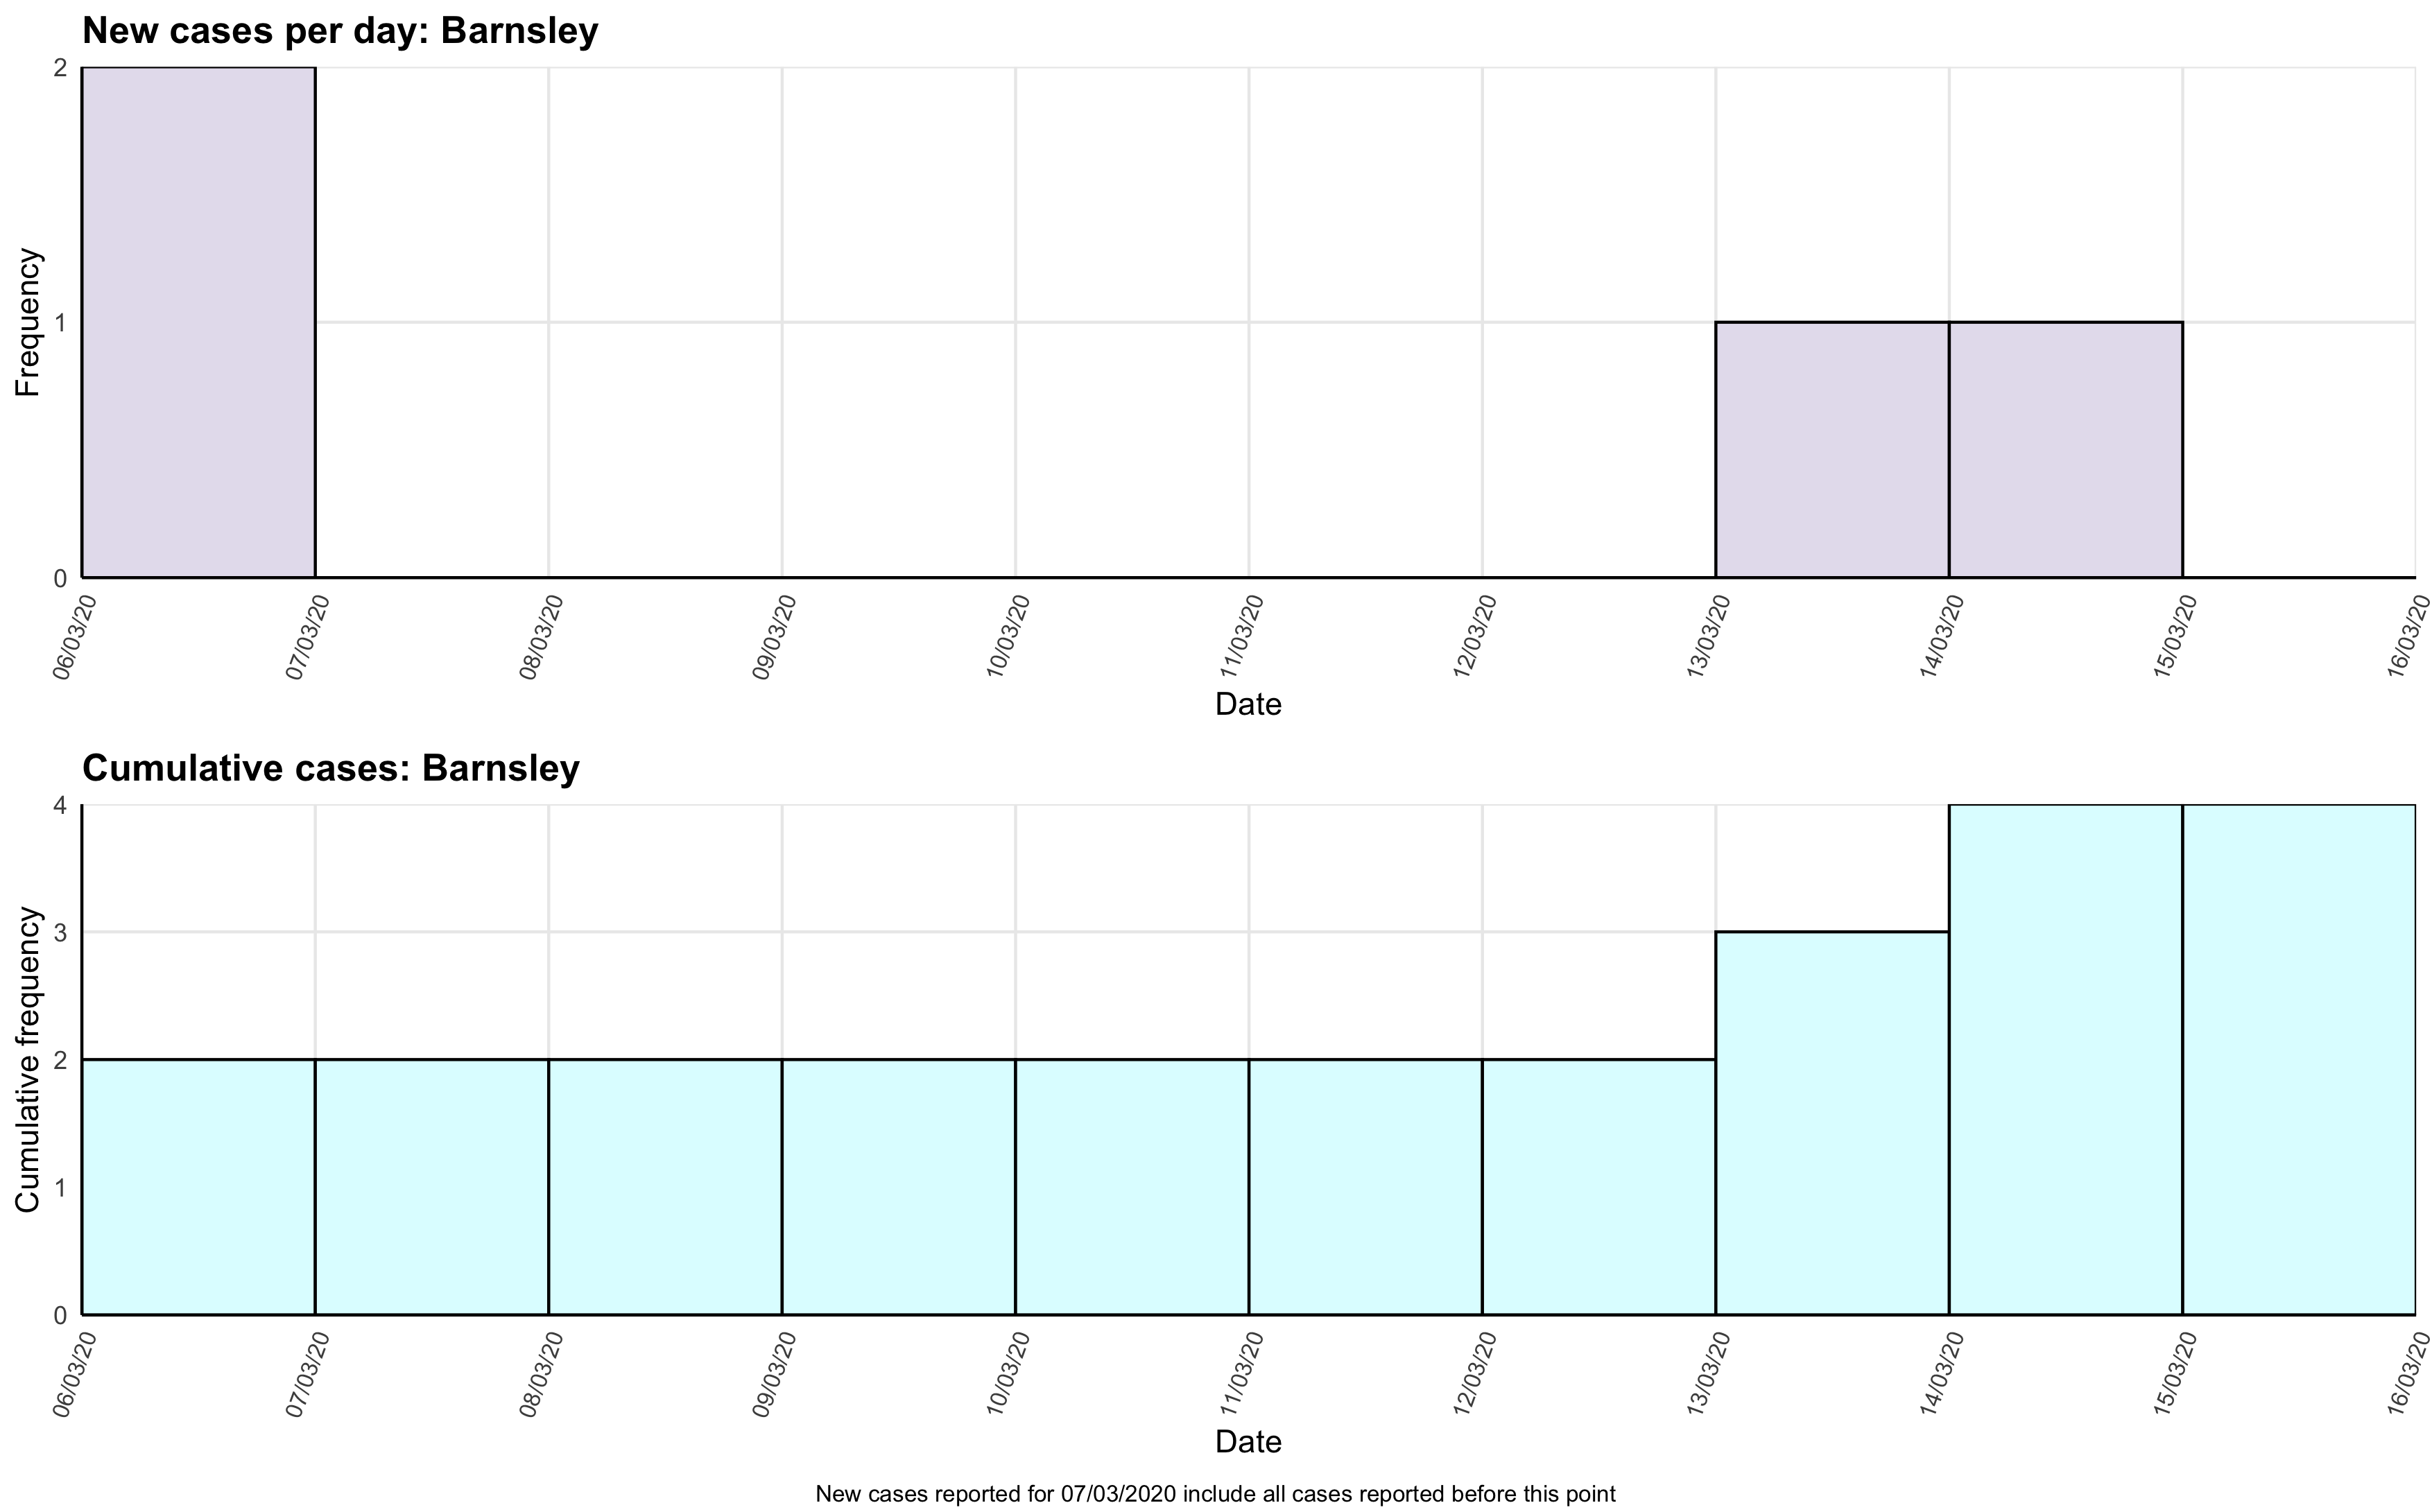 New cases per day: Barnsley
2
1
0
Frequency
06/03/20 07/03/20 08/03/20 09/03/20 10/03/20 11/03/20 12/03/20 13/03/20 14/03/20 15/03/20 16/03/20
Date
Cumulative cases: Barnsley
4
3
2
1
0
Cumulative frequency
06/03/20 07/03/20 08/03/20 09/03/20 10/03/20 11/03/20 12/03/20 13/03/20 14/03/20 15/03/20 16/03/20
Date
New cases reported for 07/03/2020 include all cases reported before this point